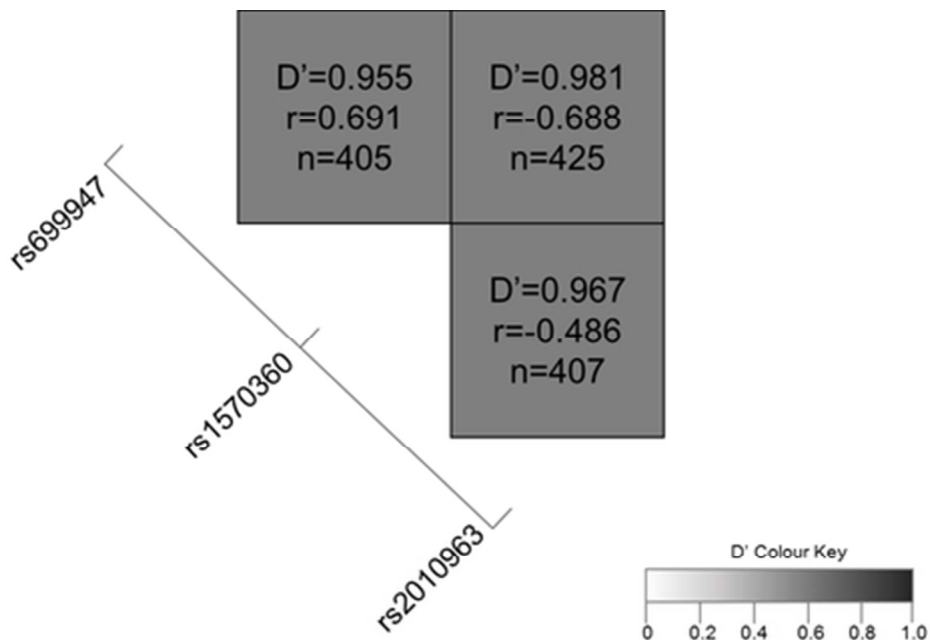 D’=0.955
r=0.691
n=405
D’=0.981
r=-0.688
n=425
rs699947
D’=0.967
r=-0.486
n=407
rs1570360
rs2010963
D’ Colour Key
0 0.2 0.4 0.6 0.8 1.0